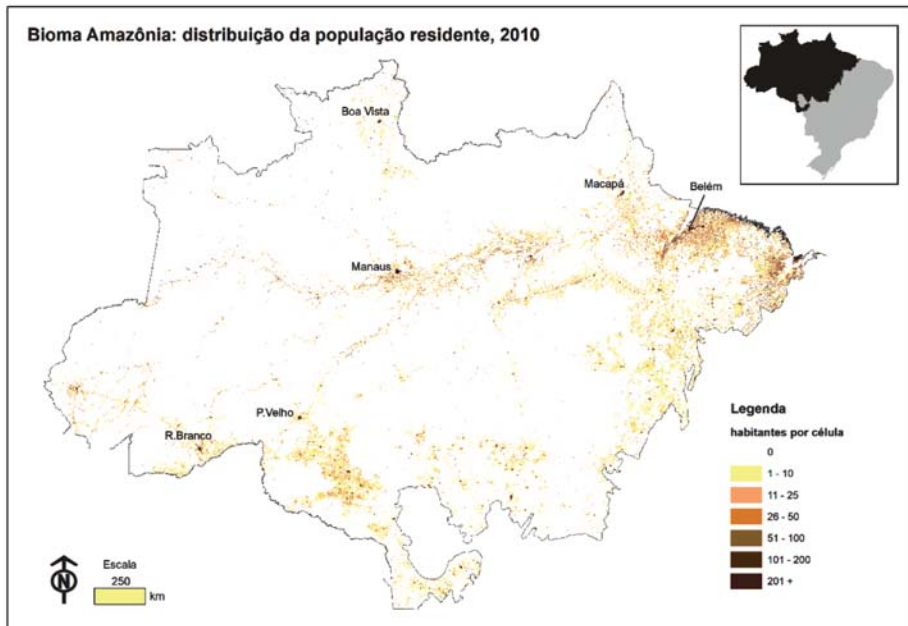 Bioma Amazônia: distribuição da população residente, 2010
Boa Vista
Macapá
Belém
Manaus
P.Velho
R.Branco
Legenda
habitantes por célula
0
1 - 10
11 - 25
26 - 50
51 - 100
101 - 200
201 +
N
Escala
250
km